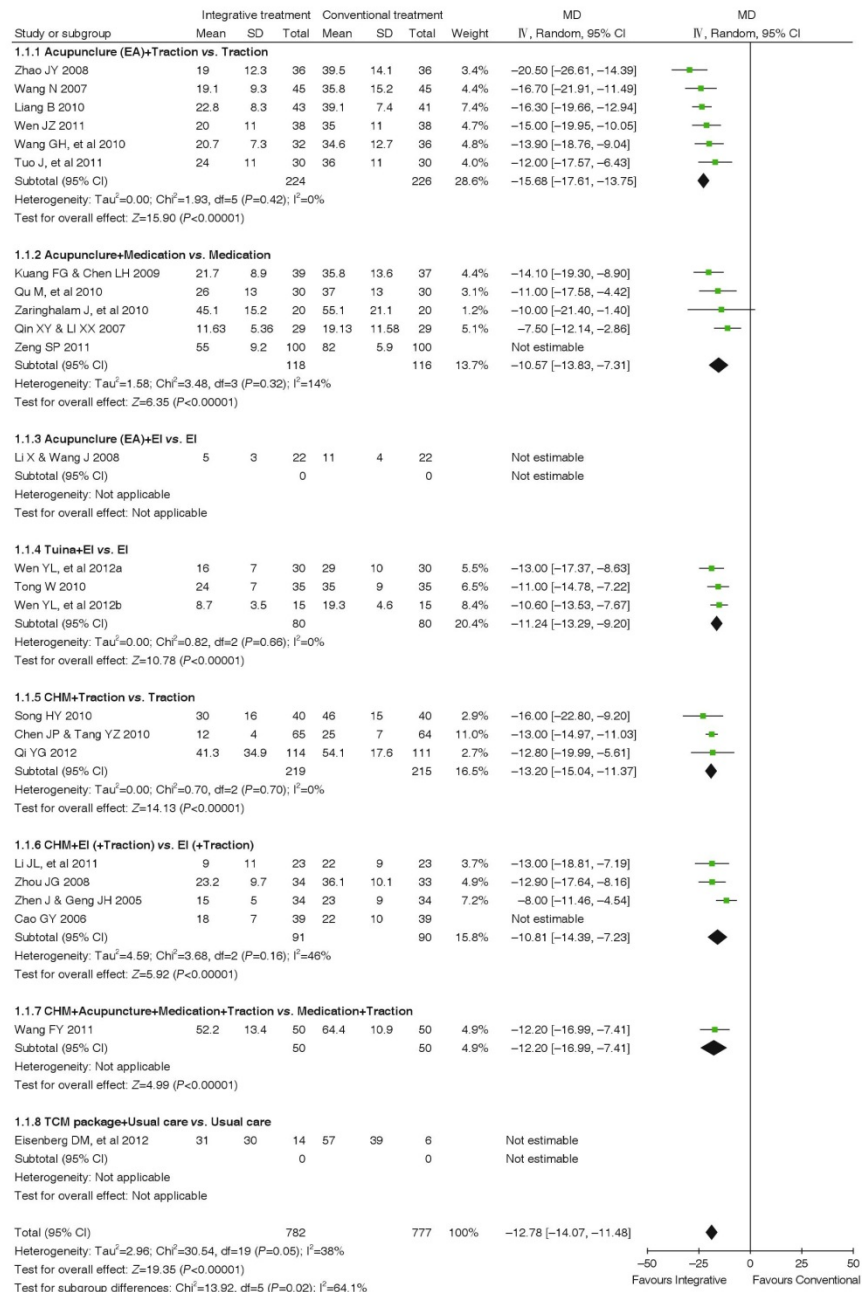 Integrative treatment Conventional treatment MD MD
Study or subgroup Mean SD Total Mean SD Total Weight IV, Random, 95% CI IV, Random, 95% CI
1.1.1 Acupunclure (EA)+Traction vs. Traction
Zhao JY 2008 19 12.3 36 39.5 14.1 36 3.4% −20.50 [−26.61, −14.39]
Wang N 2007 19.1 9.3 45 35.8 15.2 45 4.4% −16.70 [−21.91, −11.49]
Liang B 2010 22.8 8.3 43 39.1 7.4 41 4.4% −16.30 [−19.66, −12.94]
Wen JZ 2011 20 11 38 35 11 38 4.4% −15.00 [−19.95, −10.05]
Wang GH, et al 2010 20.7 7.3 32 34.6 12.7 36 4.8% −13.90 [−18.76, −9.04]
Tuo J, et al 2011 24 11 30 36 11 30 4.0% −12.00 [−17.57, −6.43]
Subtotal (95% CI) 224 226 28.6% −15.68 [−17.61, −13.75]
Heterogeneity: Tau²=0.00; Chi²=1.93, df=5 (P=0.42); I²=0%
Test for overall effect: Z=15.90 (P<0.00001)
1.1.2 Acupunclure+Medication vs. Medication
Kuang FG & Chen LH 2009 21.7 8.9 39 35.8 13.6 37 4.4% −14.10 [−19.30, −8.90]
Qu M, et al 2010 26 13 30 37 13 30 3.1% −11.00 [−17.58, −4.42]
Zaringhalam J, et al 2010 45.1 15.2 20 55.1 21.1 20 1.2% −10.00 [−21.40, −1.40]
Qin XY & LI XX 2007 11.63 5.36 29 19.13 11.58 29 5.1% −7.50 [−12.14, −2.86]
Zeng SP 2011 55 9.2 100 82 5.9 100 Not estimable
Subtotal (95% CI) 118 116 13.7% −10.57 [−13.83, −7.31]
Heterogeneity: Tau²=1.58; Chi²=3.48, df=3 (P=0.32); I²=14%
Test for overall effect: Z=6.35 (P<0.00001)
1.1.3 Acupunclure (EA)+EI vs. EI
Li X & Wang J 2008 5 3 22 11 4 22 Not estimable
Subtotal (95% CI) 0 0 Not estimable
Heterogeneity: Not applicable
Test for overall effect: Not applicable
1.1.4 Tuina+EI vs. EI
Wen YL, et al 2012a 16 7 30 29 10 30 5.5% −13.00 [−17.37, −8.63]
Tong W 2010 24 7 35 35 9 35 6.5% −11.00 [−14.78, −7.22]
Wen YL, et al 2012b 8.7 3.5 15 19.3 4.6 15 8.4% −10.60 [−13.53, −7.67]
Subtotal (95% CI) 80 80 20.4% −11.24 [−13.29, −9.20]
Heterogeneity: Tau²=0.00; Chi²=0.82, df=2 (P=0.66); I²=0%
Test for overall effect: Z=10.78 (P<0.00001)
1.1.5 CHM+Traction vs. Traction
Song HY 2010 30 16 40 46 15 40 2.9% −16.00 [−22.80, −9.20]
Chen JP & Tang YZ 2010 12 4 65 25 7 64 11.0% −13.00 [−14.97, −11.03]
Qi YG 2012 41.3 34.9 114 54.1 17.6 111 2.7% −12.80 [−19.99, −5.61]
Subtotal (95% CI) 219 215 16.5% −13.20 [−15.04, −11.37]
Heterogeneity: Tau²=0.00; Chi²=0.70, df=2 (P=0.70); I²=0%
Test for overall effect: Z=14.13 (P<0.00001)
1.1.6 CHM+EI (+Traction) vs. EI (+Traction)
Li JL, et al 2011 9 11 23 22 9 23 3.7% −13.00 [−18.81, −7.19]
Zhou JG 2008 23.2 9.7 34 36.1 10.1 33 4.9% −12.90 [−17.64, −8.16]
Zhen J & Geng JH 2005 15 5 34 23 9 34 7.2% −8.00 [−11.46, −4.54]
Cao GY 2006 18 7 39 22 10 39 Not estimable
Subtotal (95% CI) 91 90 15.8% −10.81 [−14.39, −7.23]
Heterogeneity: Tau²=4.59; Chi²=3.68, df=2 (P=0.16); I²=46%
Test for overall effect: Z=5.92 (P<0.00001)
1.1.7 CHM+Acupuncture+Medication+Traction vs. Medication+Traction
Wang FY 2011 52.2 13.4 50 64.4 10.9 50 4.9% −12.20 [−16.99, −7.41]
Subtotal (95% CI) 50 50 4.9% −12.20 [−16.99, −7.41]
Heterogeneity: Not applicable
Test for overall effect: Z=4.99 (P<0.00001)
1.1.8 TCM package+Usual care vs. Usual care
Eisenberg DM, et al 2012 31 30 14 57 39 6 Not estimable
Subtotal (95% CI) 0 0 Not estimable
Heterogeneity: Not applicable
Test for overall effect: Not applicable
Total (95% CI) 782 777 100% −12.78 [−14.07, −11.48]
Heterogeneity: Tau²=2.96; Chi²=30.54, df=19 (P=0.05); I²=38%
Test for overall effect: Z=19.35 (P<0.00001)
Test for subgroup differences: Chi²=13.92, df=5 (P=0.02); I²=64.1%
−50 −25 0 25 50
Favours Integrative Favours Conventional